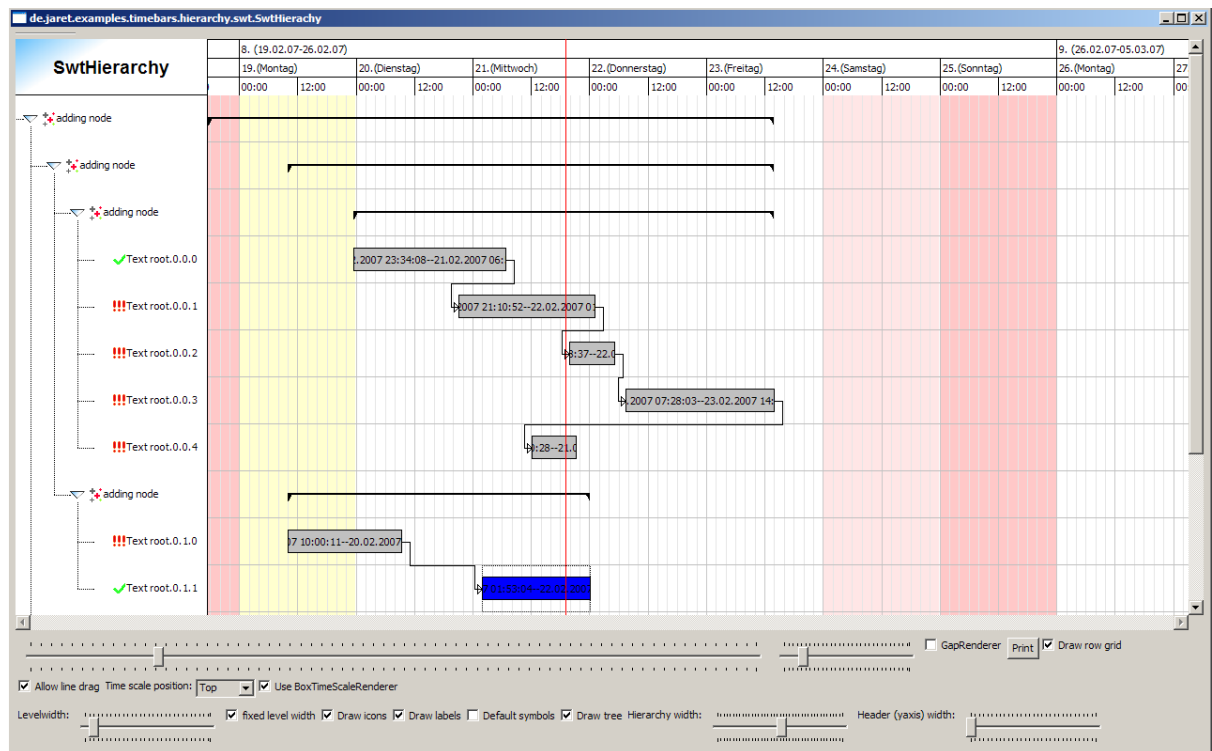 de.jaret.examples.timebars.hierarchy.swt.SwtHierachy
SwtHierarchy
8. (19.02.07-26.02.07) 9. (26.02.07-05.03.07)
19.(Montag) 20.(Dienstag) 21.(Mittwoch) 22.(Donnerstag) 23.(Freitag) 24.(Samstag) 25.(Sonntag) 26.(Montag) 27
00:00 12:00 00:00 12:00 00:00 12:00 00:00 12:00 00:00 12:00 00:00 12:00 00:00 12:00 00:00 12:00 00:
adding node
adding node
adding node
Text root.0.0.0 .2007 23:34:08--21.02.2007 06:
Text root.0.0.1 2007 21:10:52--22.02.2007 0
Text root.0.0.2 :37--22.0
Text root.0.0.3 .2007 07:28:03--23.02.2007 14:
Text root.0.0.4 :28--21.0
adding node
Text root.0.1.0 07 10:00:11--20.02.2007
Text root.0.1.1
GapRenderer Print Draw row grid
Allow line drag Time scale position: Top Use BoxTimeScaleRenderer
Levelwidth: fixed level width Draw icons Draw labels Default symbols Draw tree Hierarchy width: Header (yaxis) width: